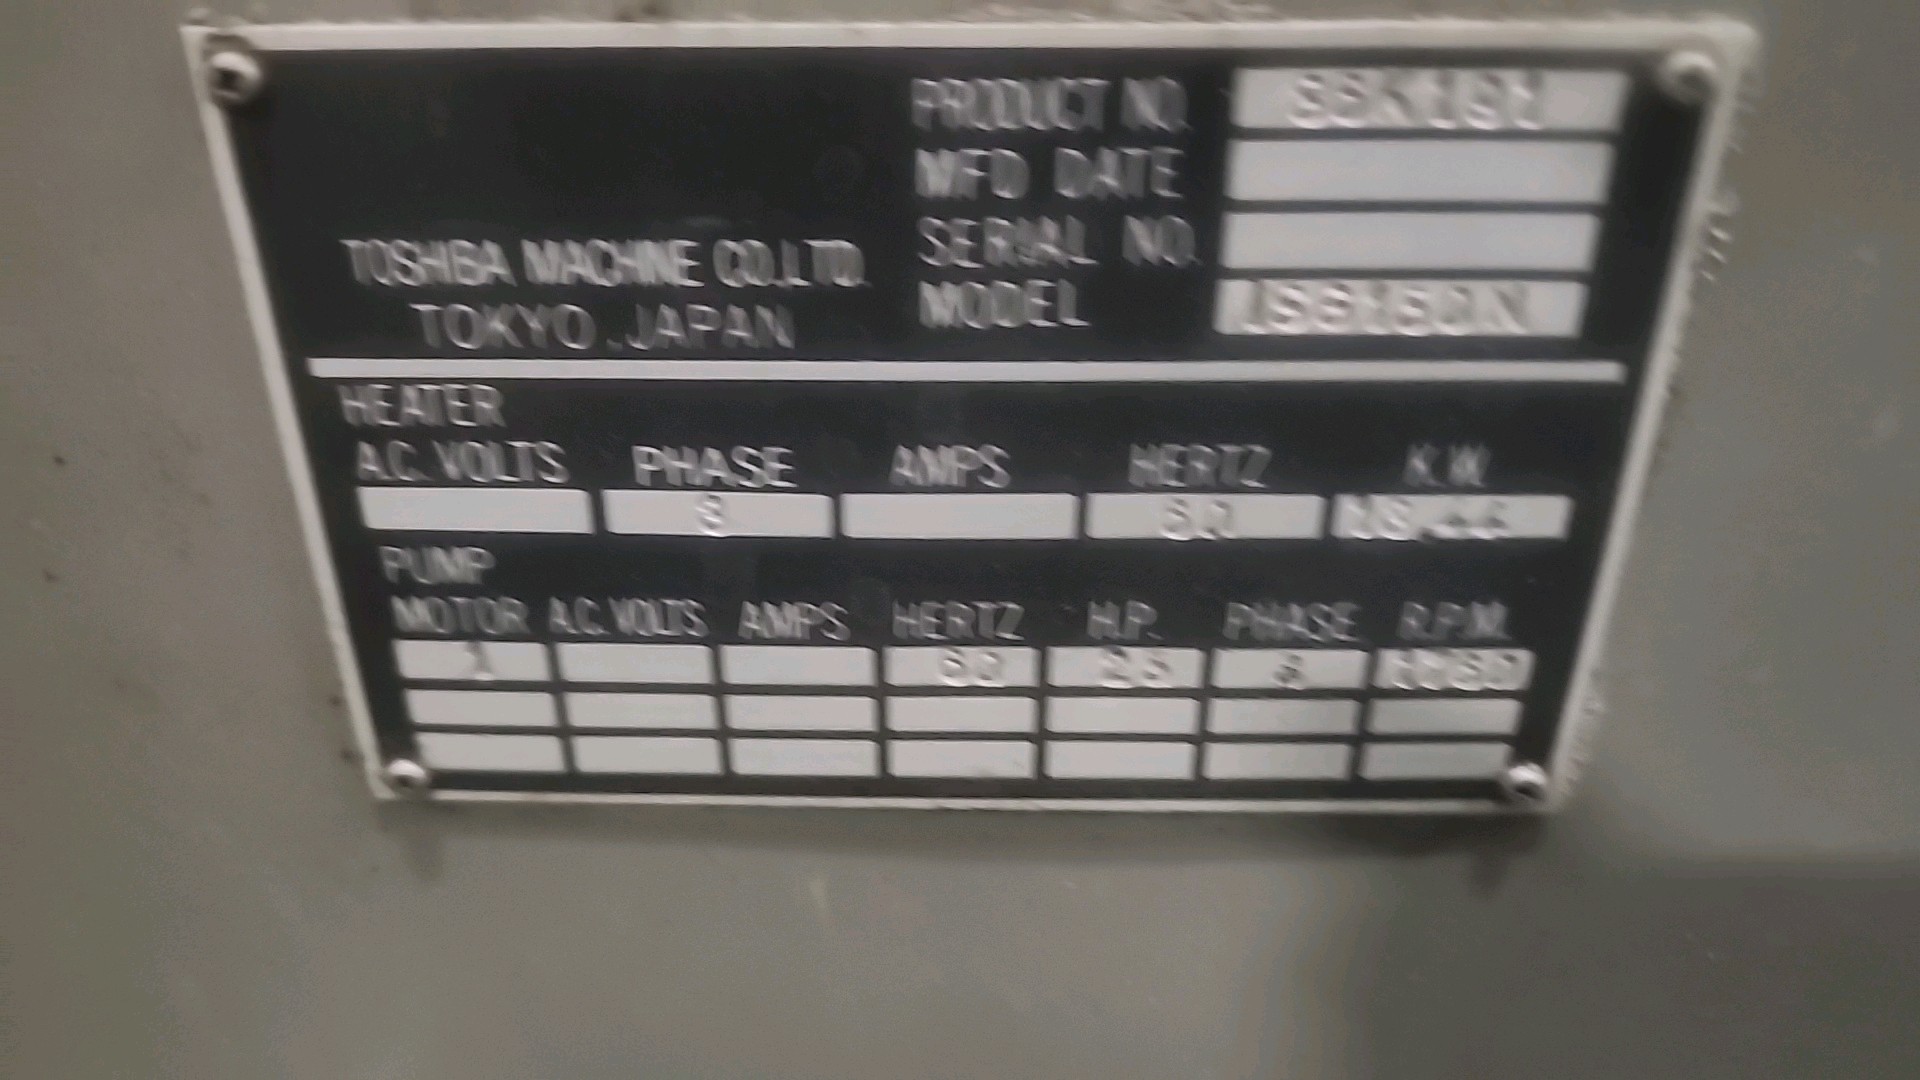 PRODUCT NO.
MFD DATE
SERIAL NO.
TOSHIBA MACHINE CO.LTD.
TOKYO. JAPAN
MODEL
HEATER
A.C. VOLTS PHASE AMPS HERTZ K.W.
3 60
PUMP
MOTOR A.C. VOLTS AMPS HERTZ H.P. PHASE R.P.M.
1 60 3